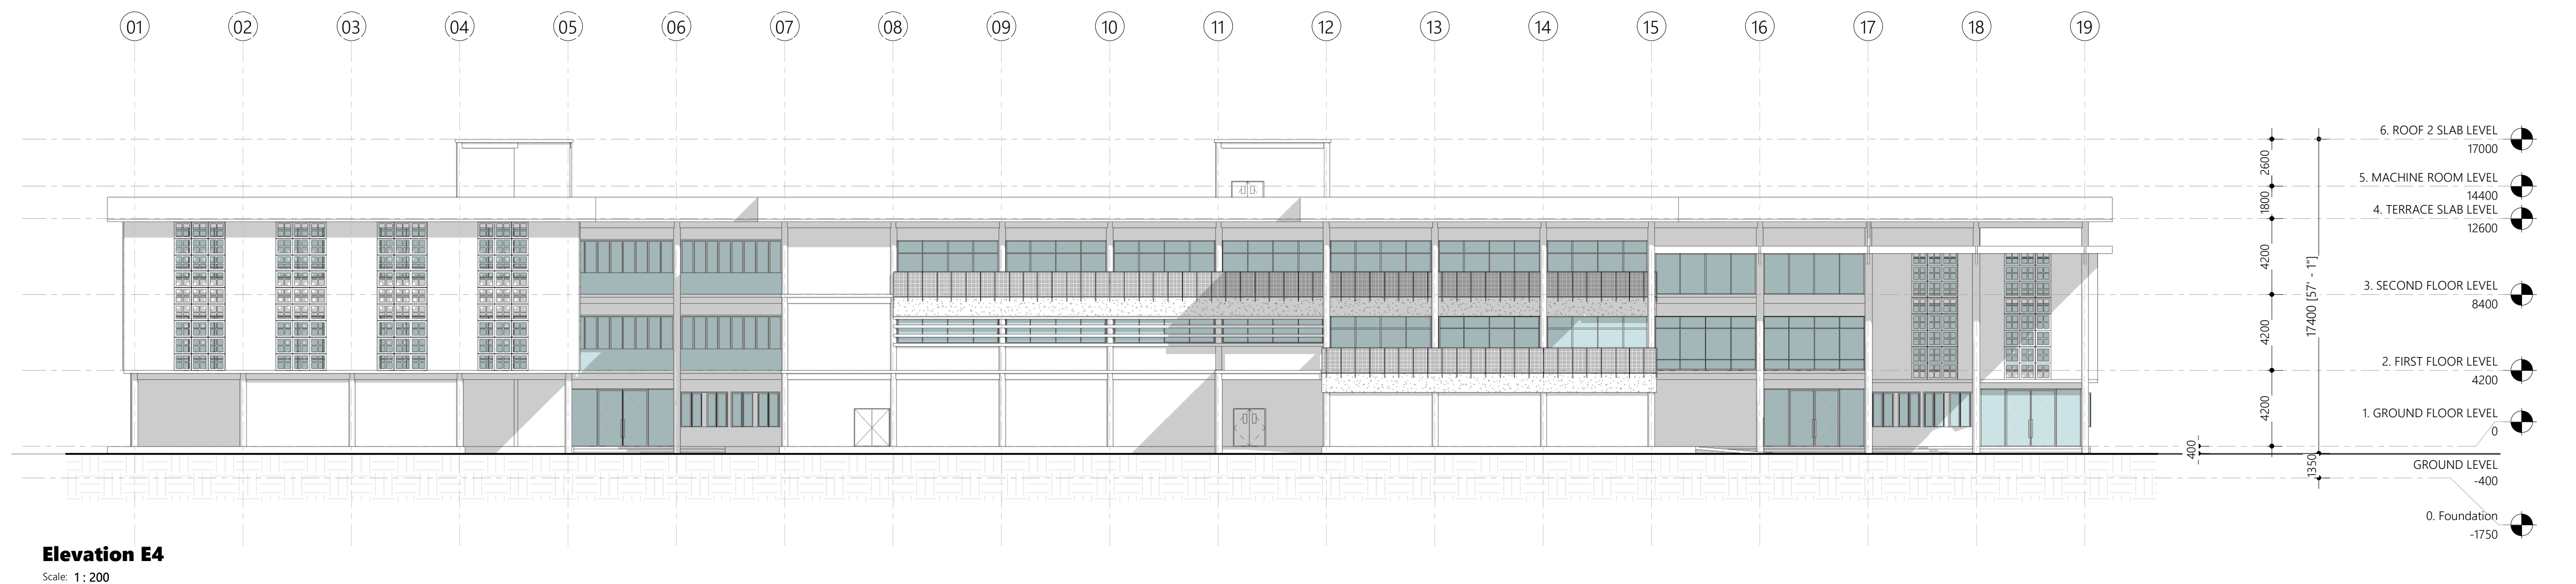 01 02 03 04 05 06 07 08 09 10 11 12 13 14 15 16 17 18 19
6. ROOF 2 SLAB LEVEL
17000
2600
5. MACHINE ROOM LEVEL
14400
1800
4. TERRACE SLAB LEVEL
12600
4200
17400 [57' - 1"]
3. SECOND FLOOR LEVEL
8400
4200
2. FIRST FLOOR LEVEL
4200
4200
1. GROUND FLOOR LEVEL
0
400
GROUND LEVEL
-400
1350
0. Foundation
-1750
Elevation E4
Scale: 1 : 200